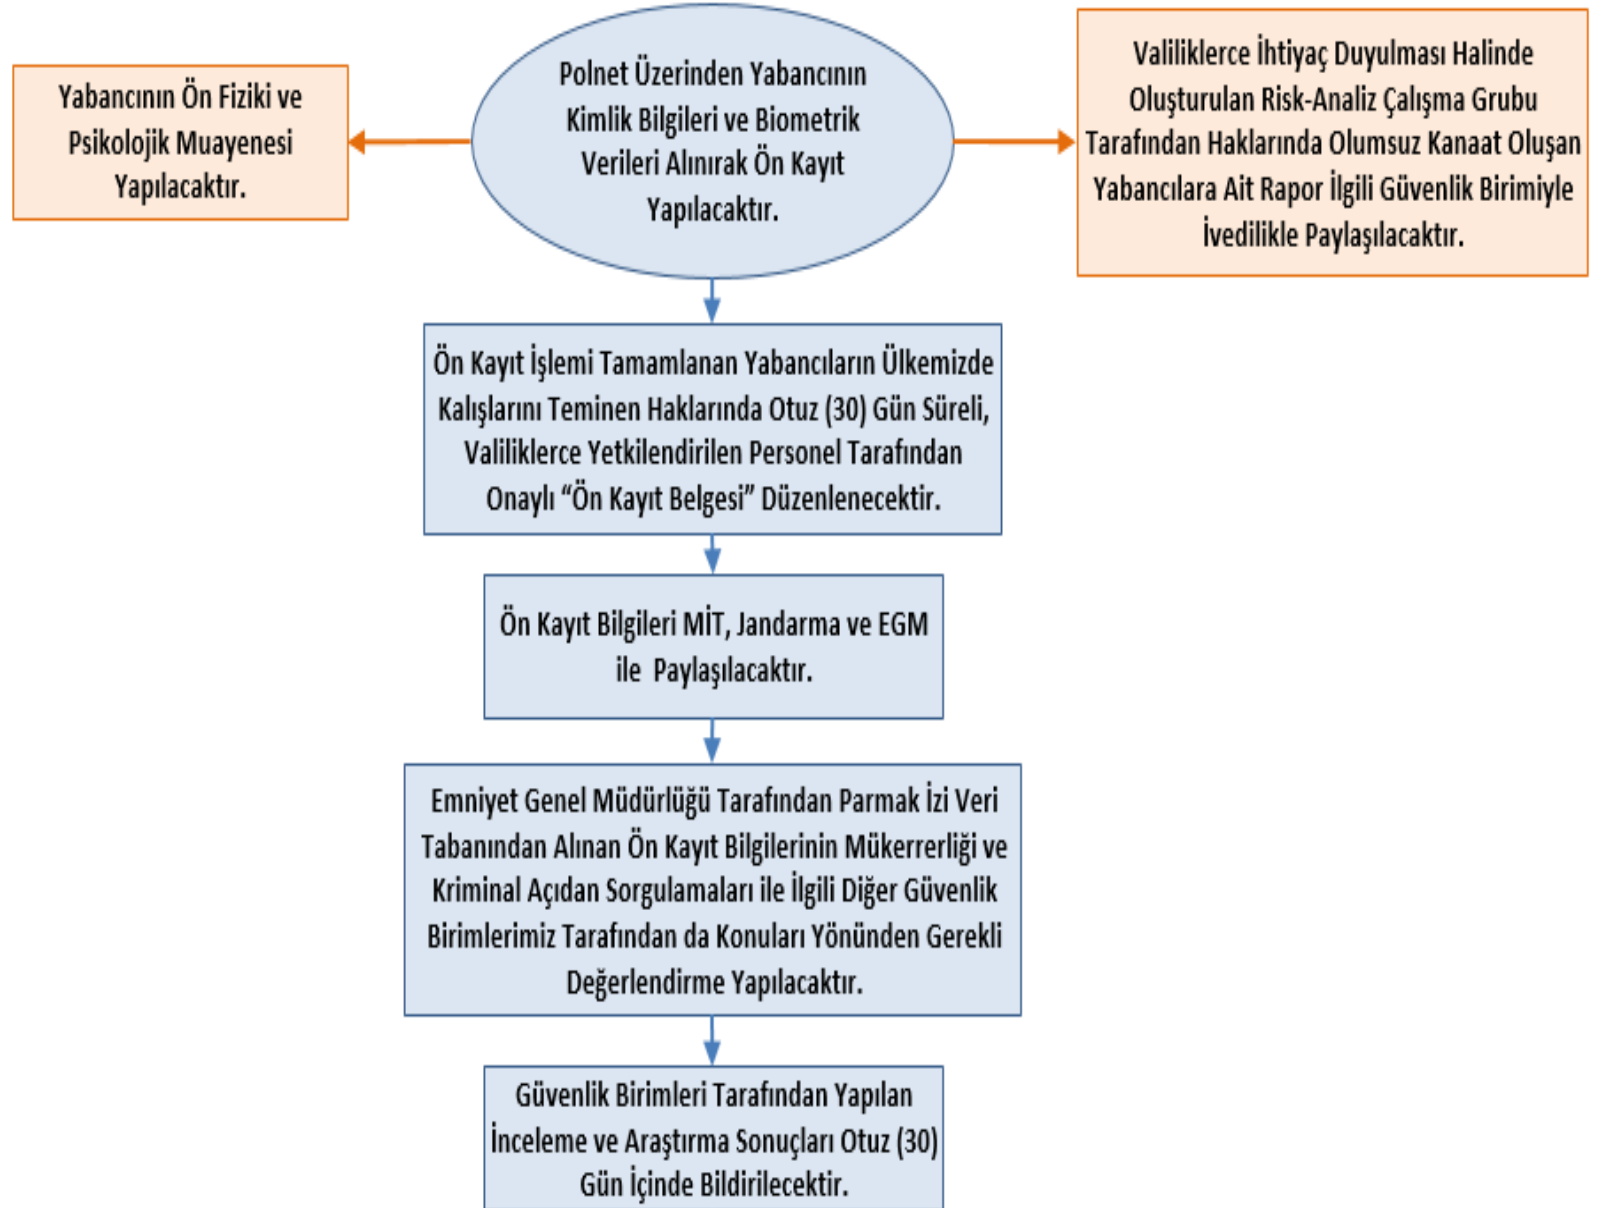 Yabancının Ön Fiziki ve
Psikolojik Muayenesi
Yapılacaktır.
Polnet Üzerinden Yabancının
Kimlik Bilgileri ve Biometrik
Verileri Alınırak Ön Kayıt
Yapılacaktır.
Valiliklerce İhtiyaç Duyulması Halinde
Oluşturulan Risk-Analiz Çalışma Grubu
Tarafından Haklarında Olumsuz Kanaat Oluşan
Yabancılara Ait Rapor İlgili Güvenlik Birimiyle
İvedilikle Paylaşılacaktır.
Ön Kayıt İşlemi Tamamlanan Yabancıların Ülkemizde
Kalışlarını Teminen Haklarında Otuz (30) Gün Süreli,
Valiliklerce Yetkilendirilen Personel Tarafından
Onaylı “Ön Kayıt Belgesi” Düzenlenecektir.
Ön Kayıt Bilgileri MİT, Jandarma ve EGM
ile Paylaşılacaktır.
Emniyet Genel Müdürlüğü Tarafından Parmak İzi Veri
Tabanından Alınan Ön Kayıt Bilgilerinin Mükerrerliği ve
Kriminal Açıdan Sorgulamaları ile İlgili Diğer Güvenlik
Birimlerimiz Tarafından da Konuları Yönünden Gerekli
Değerlendirme Yapılacaktır.
Güvenlik Birimleri Tarafından Yapılan
İnceleme ve Araştırma Sonuçları Otuz (30)
Gün İçinde Bildirilecektir.